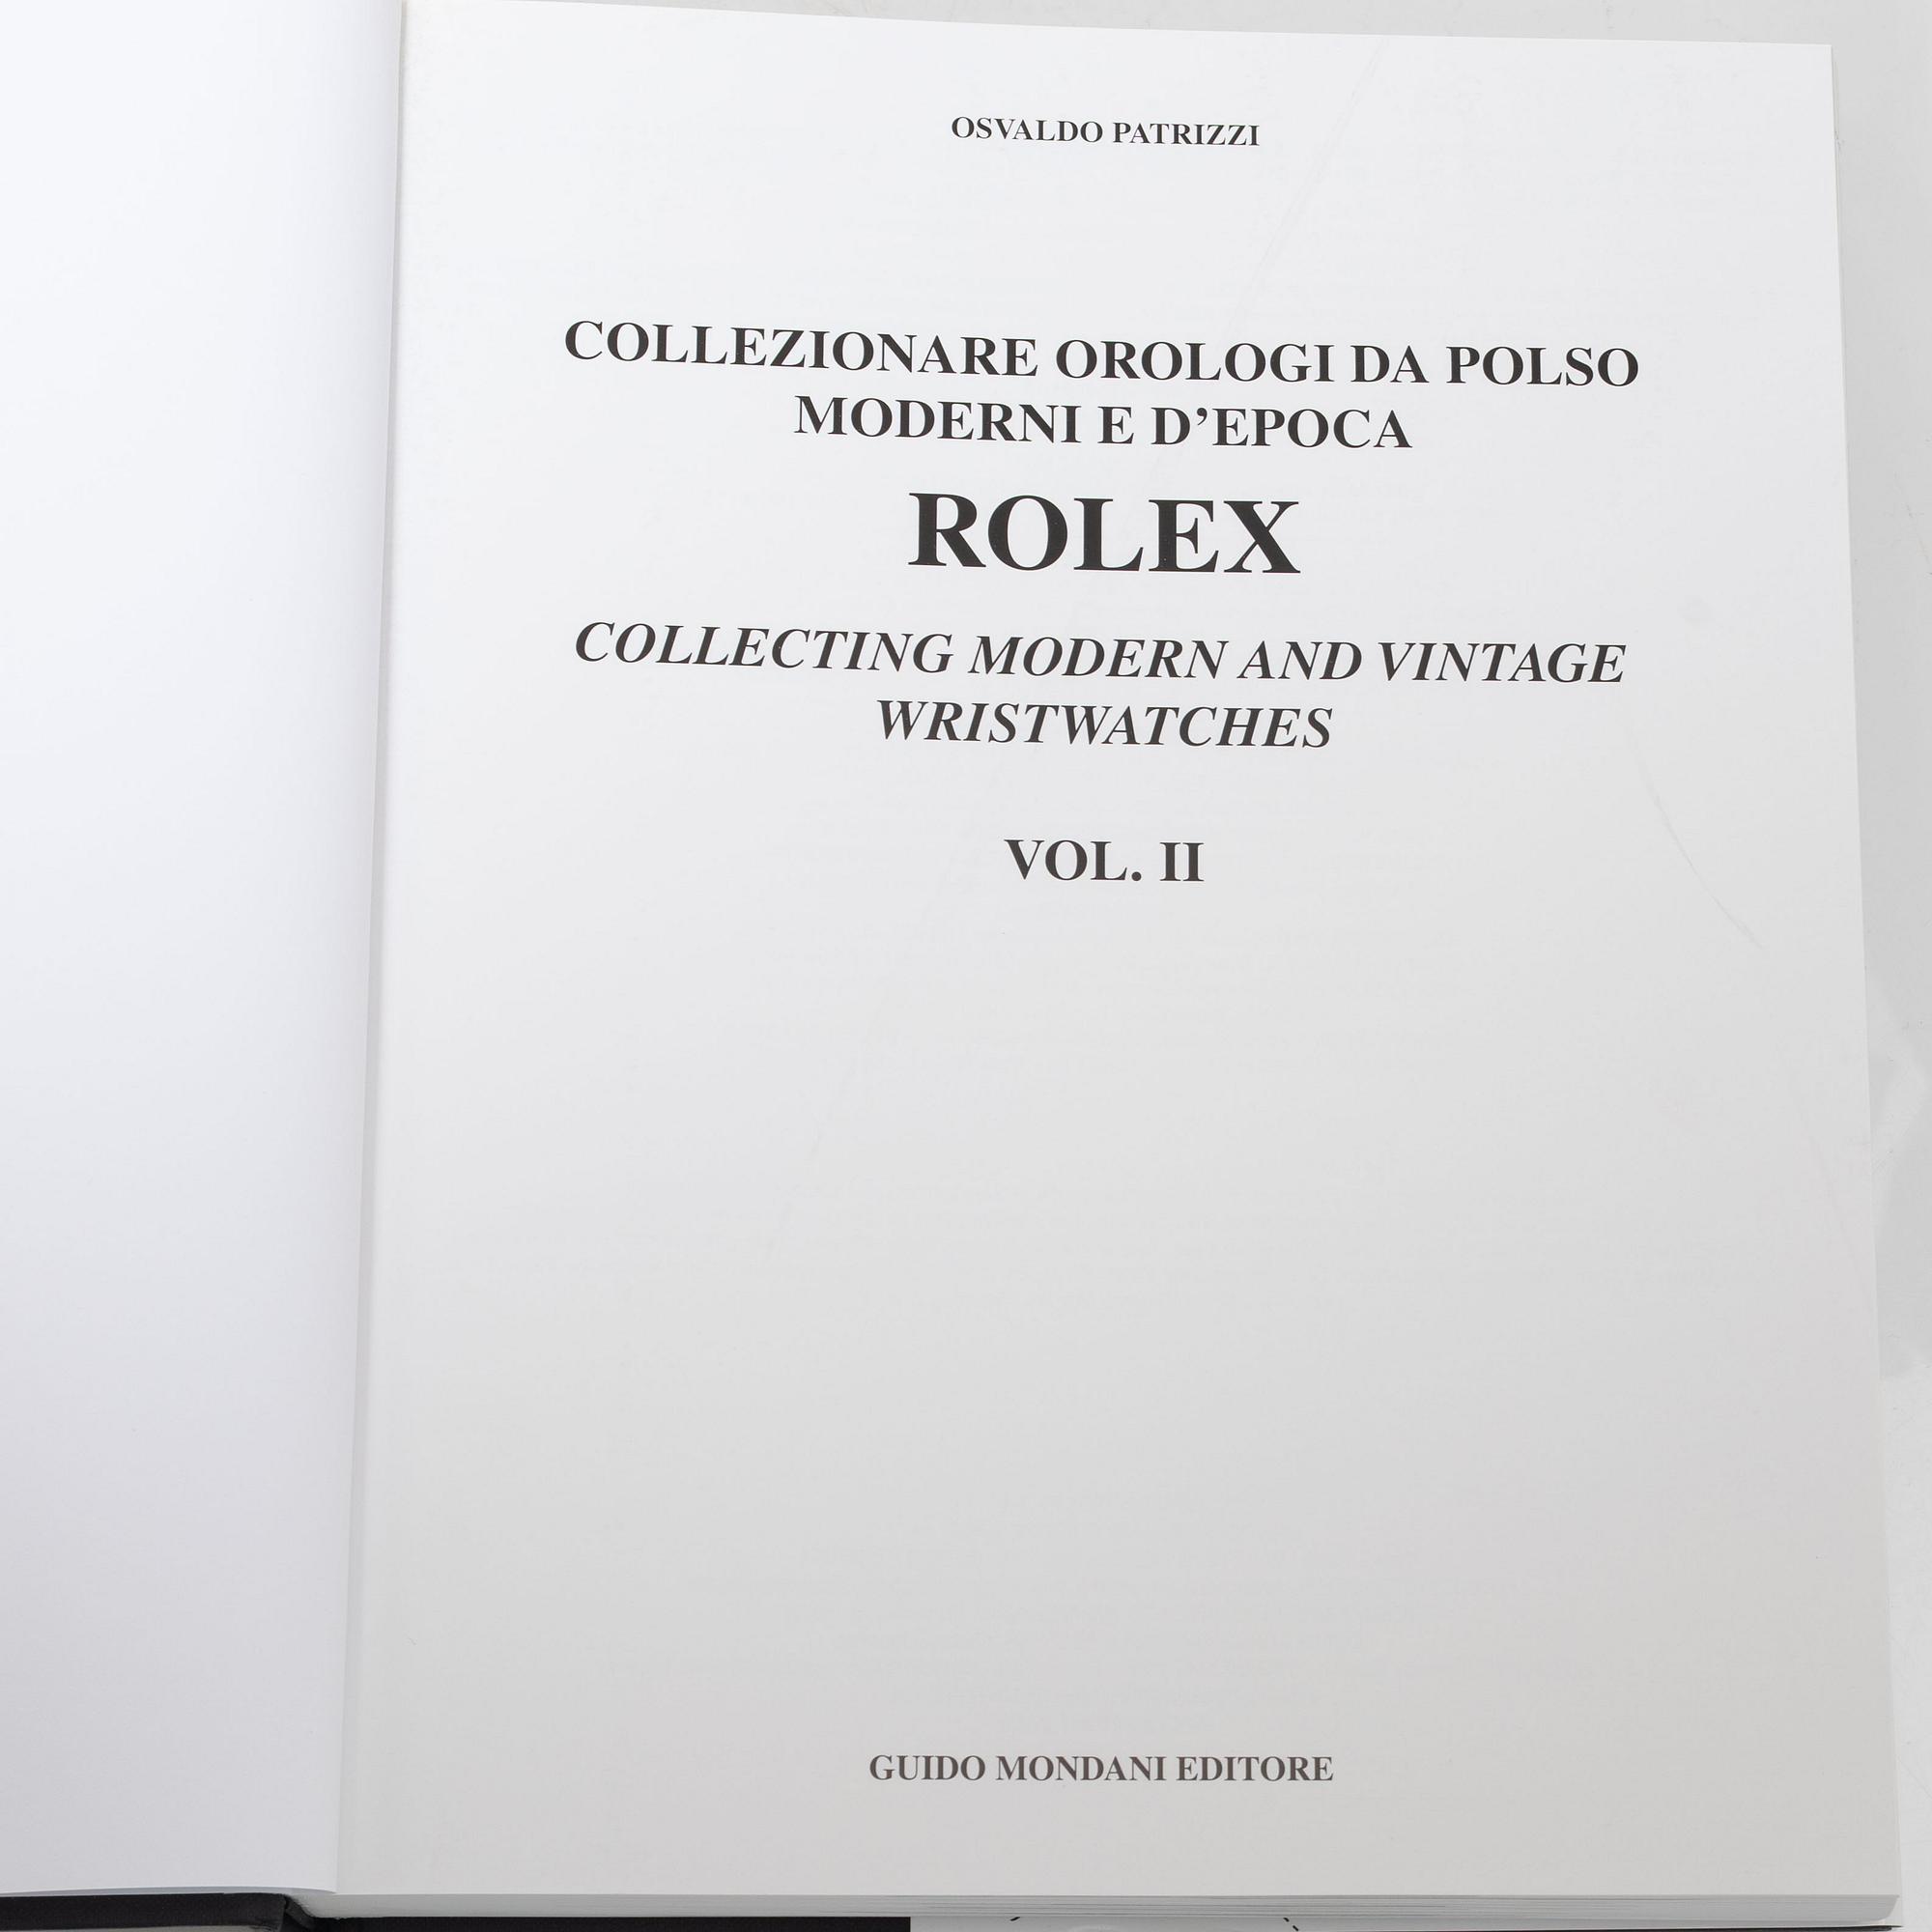 OSVALDO PATRIZZI
COLLEZIONARE OROLOGI DA POLSO
MODERNI E D’EPOCA
ROLEX
COLLECTING MODERN AND VINTAGE
WRISTWATCHES
VOL. II
GUIDO MONDANI EDITORE